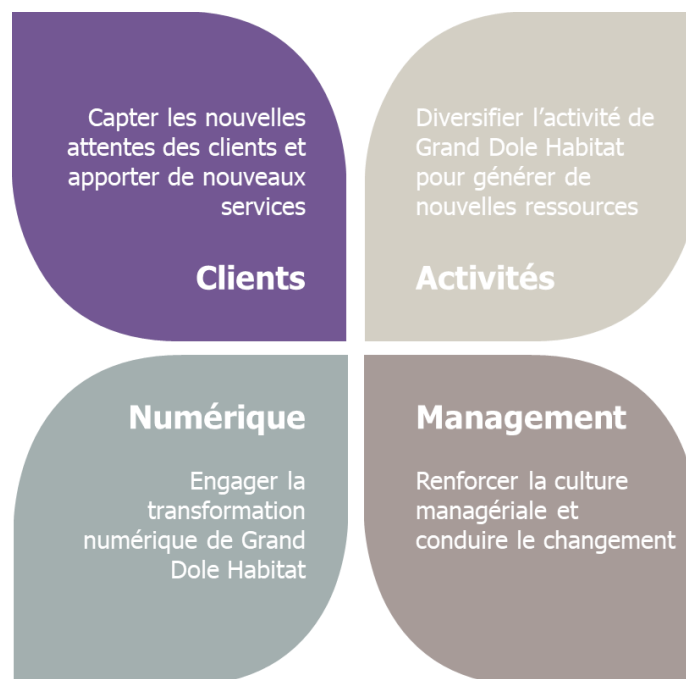 Capter les nouvelles
attentes des clients et
apporter de nouveaux
services
Clients
Diversifier l’activité de
Grand Dole Habitat
pour générer de
nouvelles ressources
Activités
Numérique
Engager la
transformation
numérique de Grand
Dole Habitat
Management
Renforcer la culture
managériale et
conduire le changement